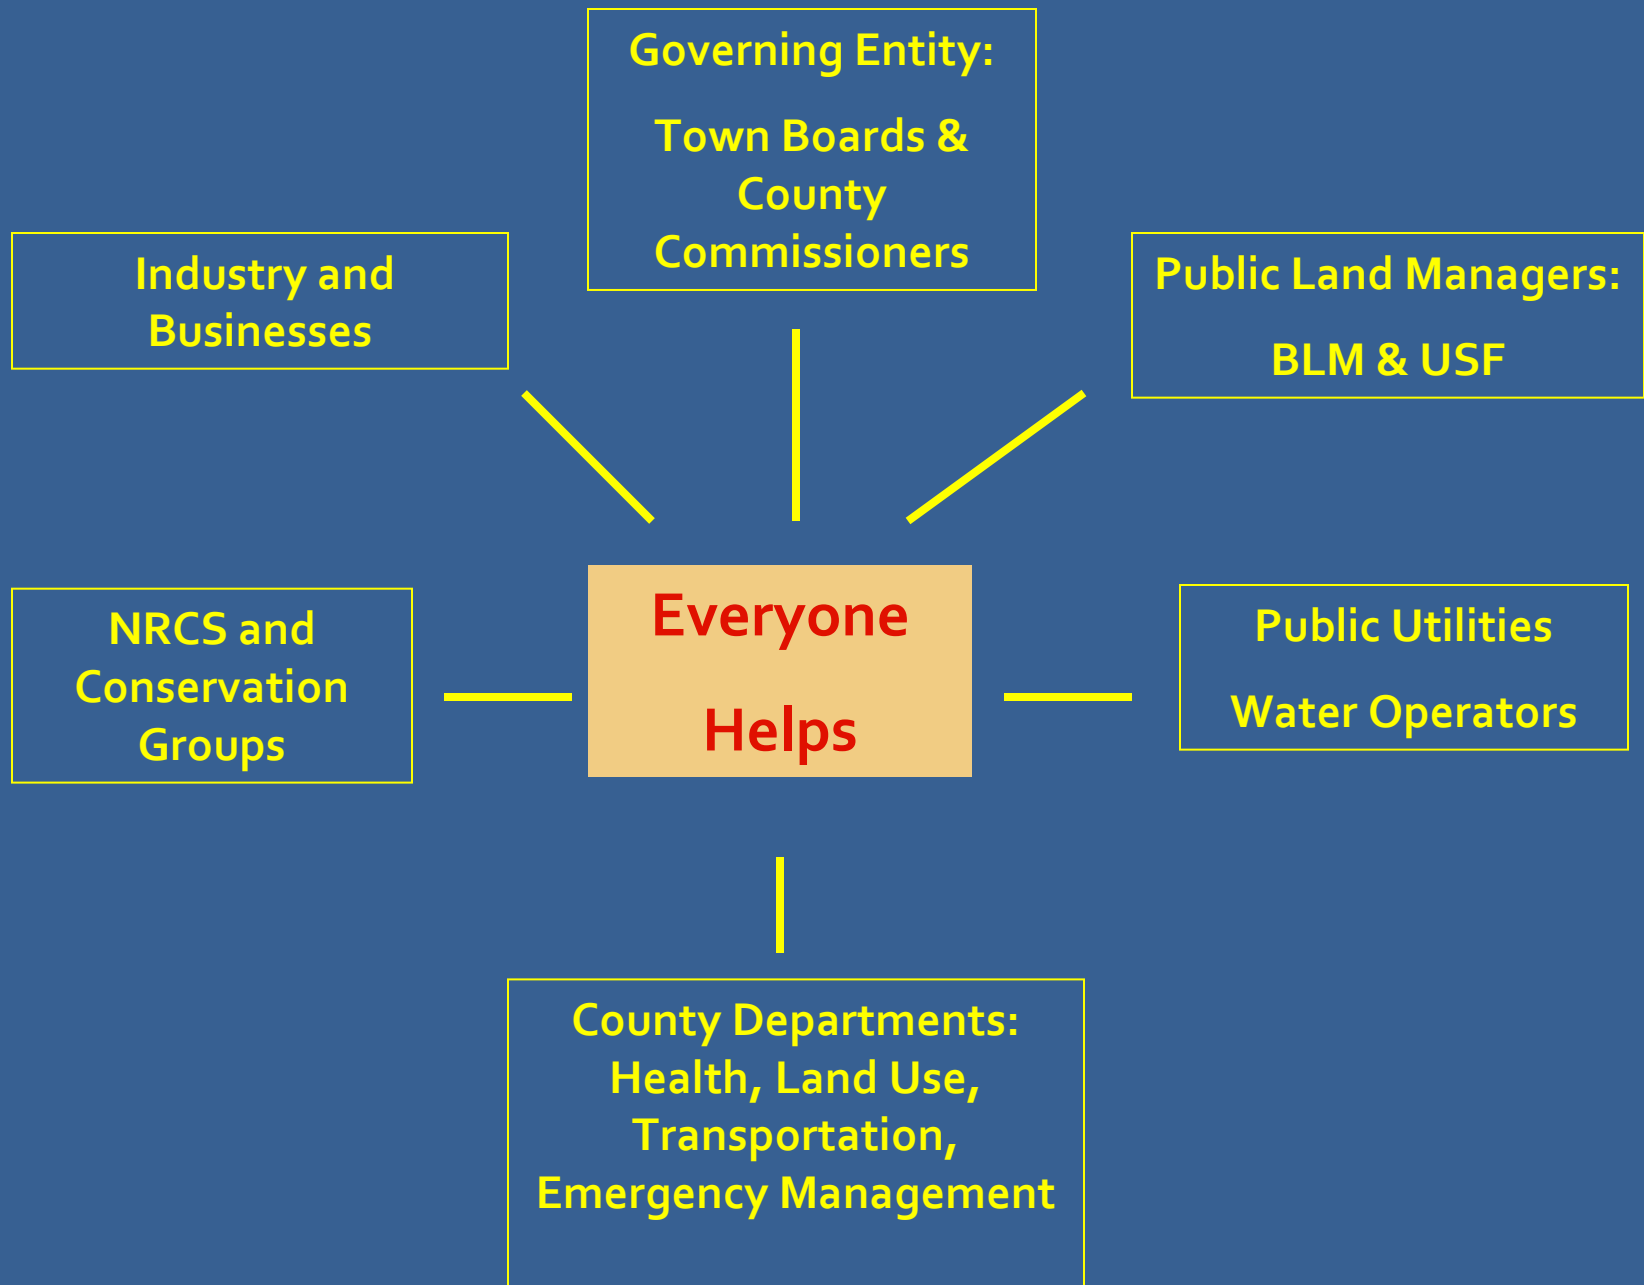 Governing Entity:
Town Boards &
County
Commissioners
Industry and
Businesses
Public Land Managers:
BLM & USF
NRCS and
Conservation
Groups
Everyone
Helps
Public Utilities
Water Operators
County Departments:
Health, Land Use,
Transportation,
Emergency Management